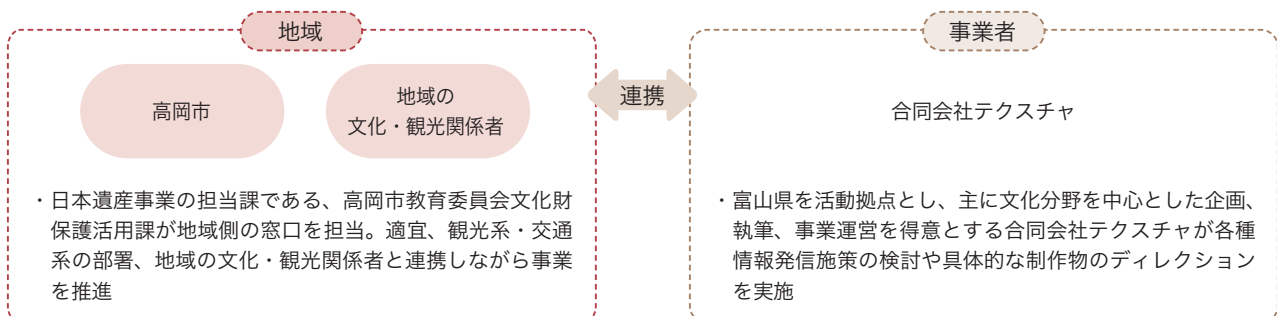 地域
高岡市
地域の
文化・観光関係者
・日本遺産事業の担当課である、高岡市教育委員会文化財
保護活用課が地域側の窓口を担当。適宜、観光系・交通
系の部署、地域の文化・観光関係者と連携しながら事業
を推進
連携
事業者
合同会社テクスチャ
・富山県を活動拠点とし、主に文化分野を中心とした企画、
執筆、事業運営を得意とする合同会社テクスチャが各種
情報発信施策の検討や具体的な制作物のディレクション
を実施